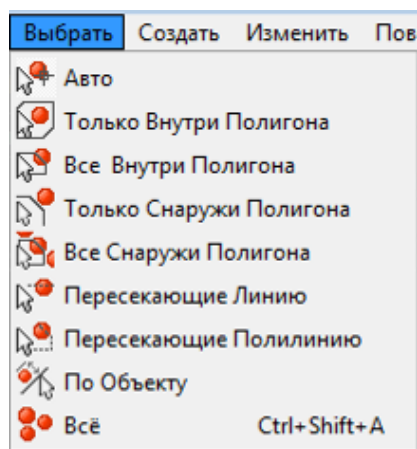 Выбрать Создать Изменить Пов
Авто
Только Внутри Полигона
Все Внутри Полигона
Только Снаружи Полигона
Все Снаружи Полигона
Пересекающие Линию
Пересекающие Полилинию
По Объекту
Всё Ctrl+Shift+A